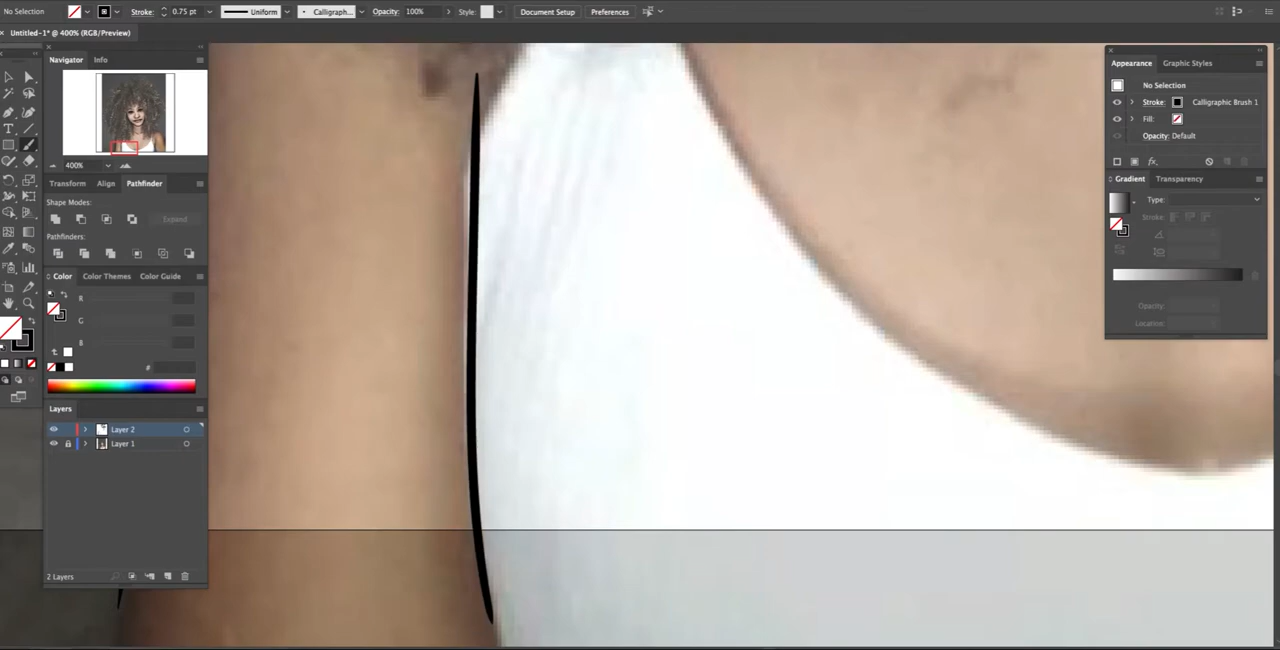 No Selection Stroke: 0.75 pt Uniform Calligraph... Opacity: 100% Style: Document Setup Preferences
Untitled-1* @ 400% (RGB/Preview)
Navigator Info
400%
Transform Align Pathfinder
Shape Modes:
Expand
Pathfinders:
Color Color Themes Color Guide
R
G
B
#
Layers
Layer 2
Layer 1
2 Layers
Appearance Graphic Styles
No Selection
Stroke: Calligraphic Brush 1
Fill:
Opacity: Default
fx
Gradient Transparency
Type:
Stroke:
Opacity:
Location: